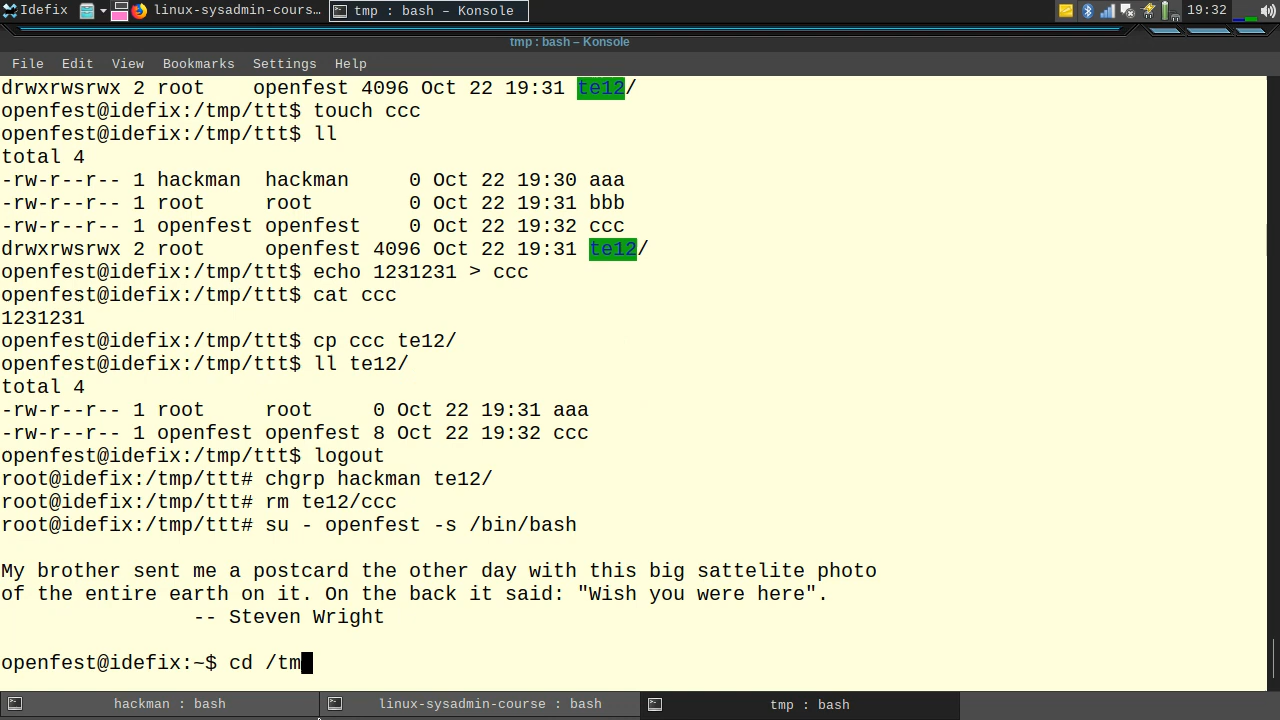 Idefix linux-sysadmin-cours… tmp : bash – Konsole 19:32
tmp : bash – Konsole
File Edit View Bookmarks Settings Help
drwxrwsrwx 2 root    openfest 4096 Oct 22 19:31 te12/
openfest@idefix:/tmp/ttt$ touch ccc
openfest@idefix:/tmp/ttt$ ll
total 4
-rw-r--r-- 1 hackman  hackman     0 Oct 22 19:30 aaa
-rw-r--r-- 1 root     root        0 Oct 22 19:31 bbb
-rw-r--r-- 1 openfest openfest    0 Oct 22 19:32 ccc
drwxrwsrwx 2 root     openfest 4096 Oct 22 19:31 te12/
openfest@idefix:/tmp/ttt$ echo 1231231 > ccc
openfest@idefix:/tmp/ttt$ cat ccc
1231231
openfest@idefix:/tmp/ttt$ cp ccc te12/
openfest@idefix:/tmp/ttt$ ll te12/
total 4
-rw-r--r-- 1 root     root     0 Oct 22 19:31 aaa
-rw-r--r-- 1 openfest openfest 8 Oct 22 19:32 ccc
openfest@idefix:/tmp/ttt$ logout
root@idefix:/tmp/ttt# chgrp hackman te12/
root@idefix:/tmp/ttt# rm te12/ccc
root@idefix:/tmp/ttt# su - openfest -s /bin/bash
My brother sent me a postcard the other day with this big sattelite photo
of the entire earth on it. On the back it said: "Wish you were here".
                -- Steven Wright
openfest@idefix:~$ cd /tm
hackman : bash linux-sysadmin-course : bash tmp : bash